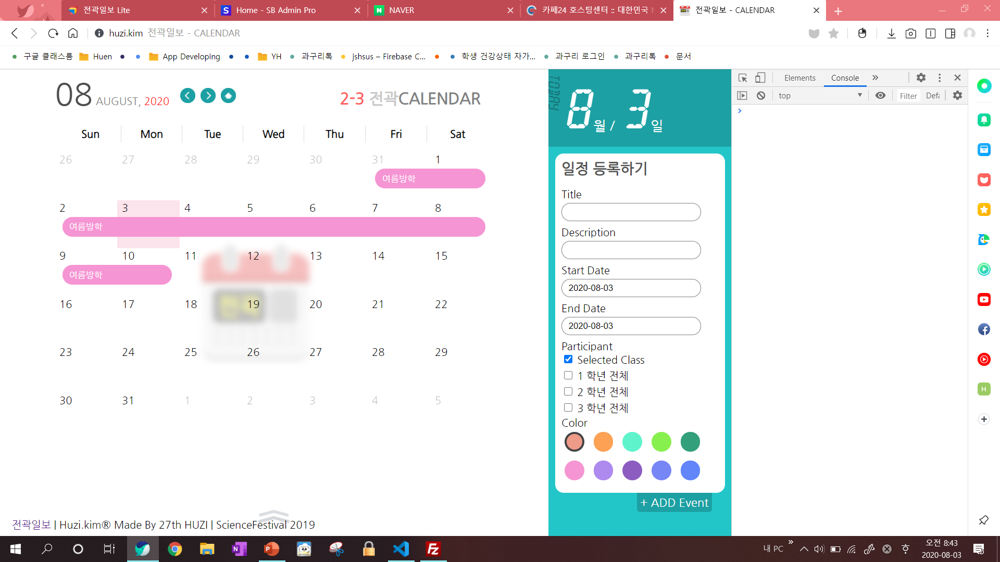 전곽일보 Lite
Home - SB Admin Pro
NAVER
카페24 호스팅센터 :: 대한민국
전곽일보 - CALENDAR
huzi.kim 전곽일보 - CALENDAR
구글 클래스룸
Huen
App Developing
YH
과구리톡
jshsus – Firebase C...
학생 건강상태 자가...
과구리 로그인
과구리톡
문서
08 AUGUST, 2020
2-3 전곽CALENDAR
Sun Mon Tue Wed Thu Fri Sat
26 27 28 29 30 31 1
여름방학
2 3 4 5 6 7 8
여름방학
9 10 11 12 13 14 15
여름방학
16 17 18 19 20 21 22
23 24 25 26 27 28 29
30 31 1 2 3 4 5
전곽일보 | Huzi.kim® Made By 27th HUZI | ScienceFestival 2019
TODAY
8월 / 3일
일정 등록하기
Title
Description
Start Date
2020-08-03
End Date
2020-08-03
Participant
Selected Class
1 학년 전체
2 학년 전체
3 학년 전체
Color
+ ADD Event
Elements Console
top
Filter
Defa
내 PC
오전 8:43
2020-08-03